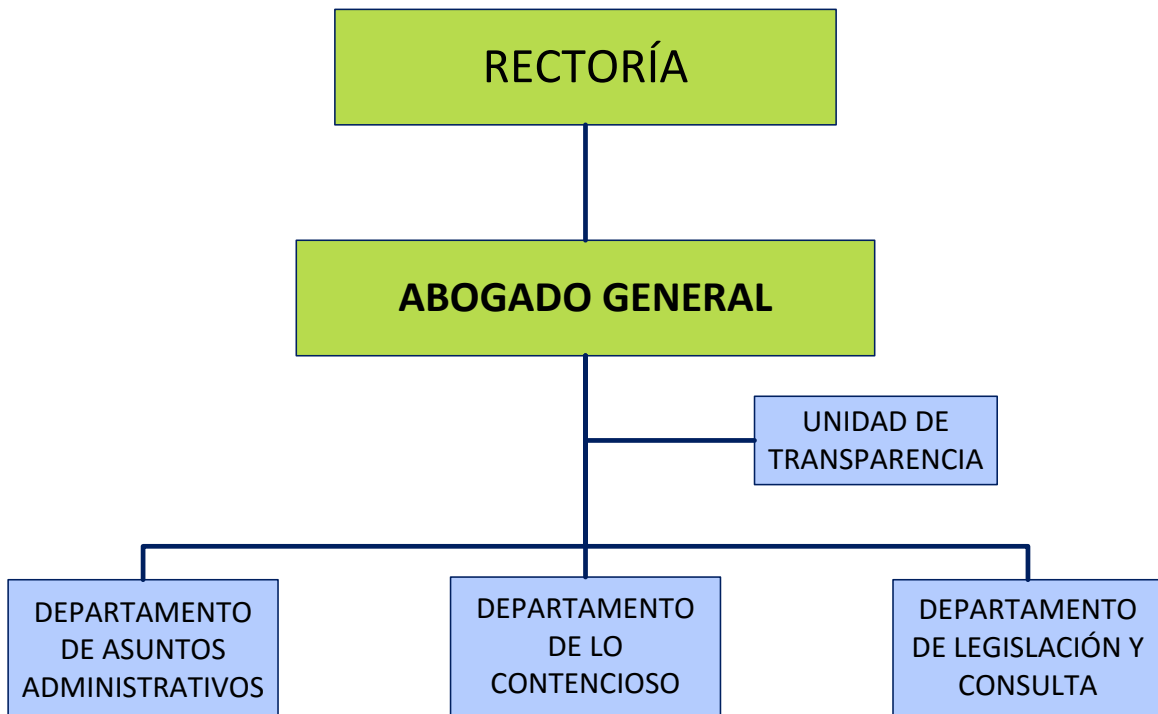 RECTORÍA
ABOGADO GENERAL
UNIDAD DE
TRANSPARENCIA
DEPARTAMENTO
DE ASUNTOS
ADMINISTRATIVOS
DEPARTAMENTO
DE LO
CONTENCIOSO
DEPARTAMENTO
DE LEGISLACIÓN Y
CONSULTA